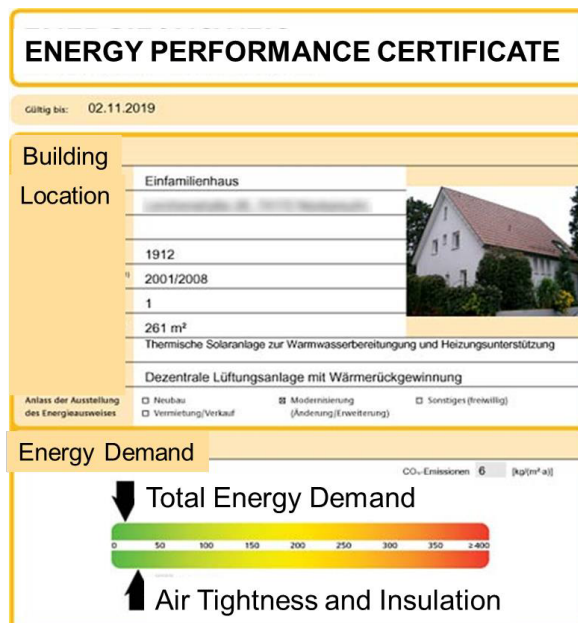 ENERGY PERFORMANCE CERTIFICATE
Gültig bis: 02.11.2019
Building
Einfamilienhaus
Location
1912
2001/2008
1
261 m²
Thermische Solaranlage zur Warmwasserbereitungung und Heizungsunterstützung
Dezentrale Lüftungsanlage mit Wärmerückgewinnung
Anlass der Ausstellung des Energieausweises
☐ Neubau ☒ Modernisierung ☐ Sonstiges (freiwillig)
☐ Vermietung/Verkauf (Änderung/Erweiterung)
Energy Demand
CO₂-Emissionen 6 [kg/(m²·a)]
Total Energy Demand
0 50 100 150 200 250 300 350 ≥400
Air Tightness and Insulation